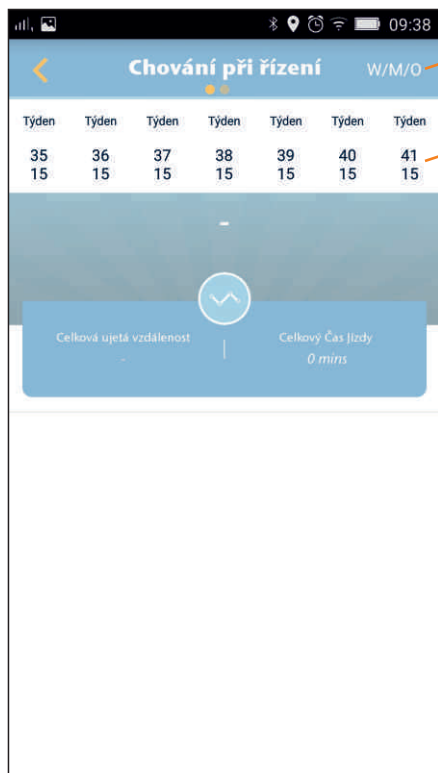 09:38
Chování při řízení W/M/O
Týden Týden Týden Týden Týden Týden Týden
35 36 37 38 39 40 41
15 15 15 15 15 15 15
-
Celková ujetá vzdálenost Celkový Čas Jízdy
- 0 mins